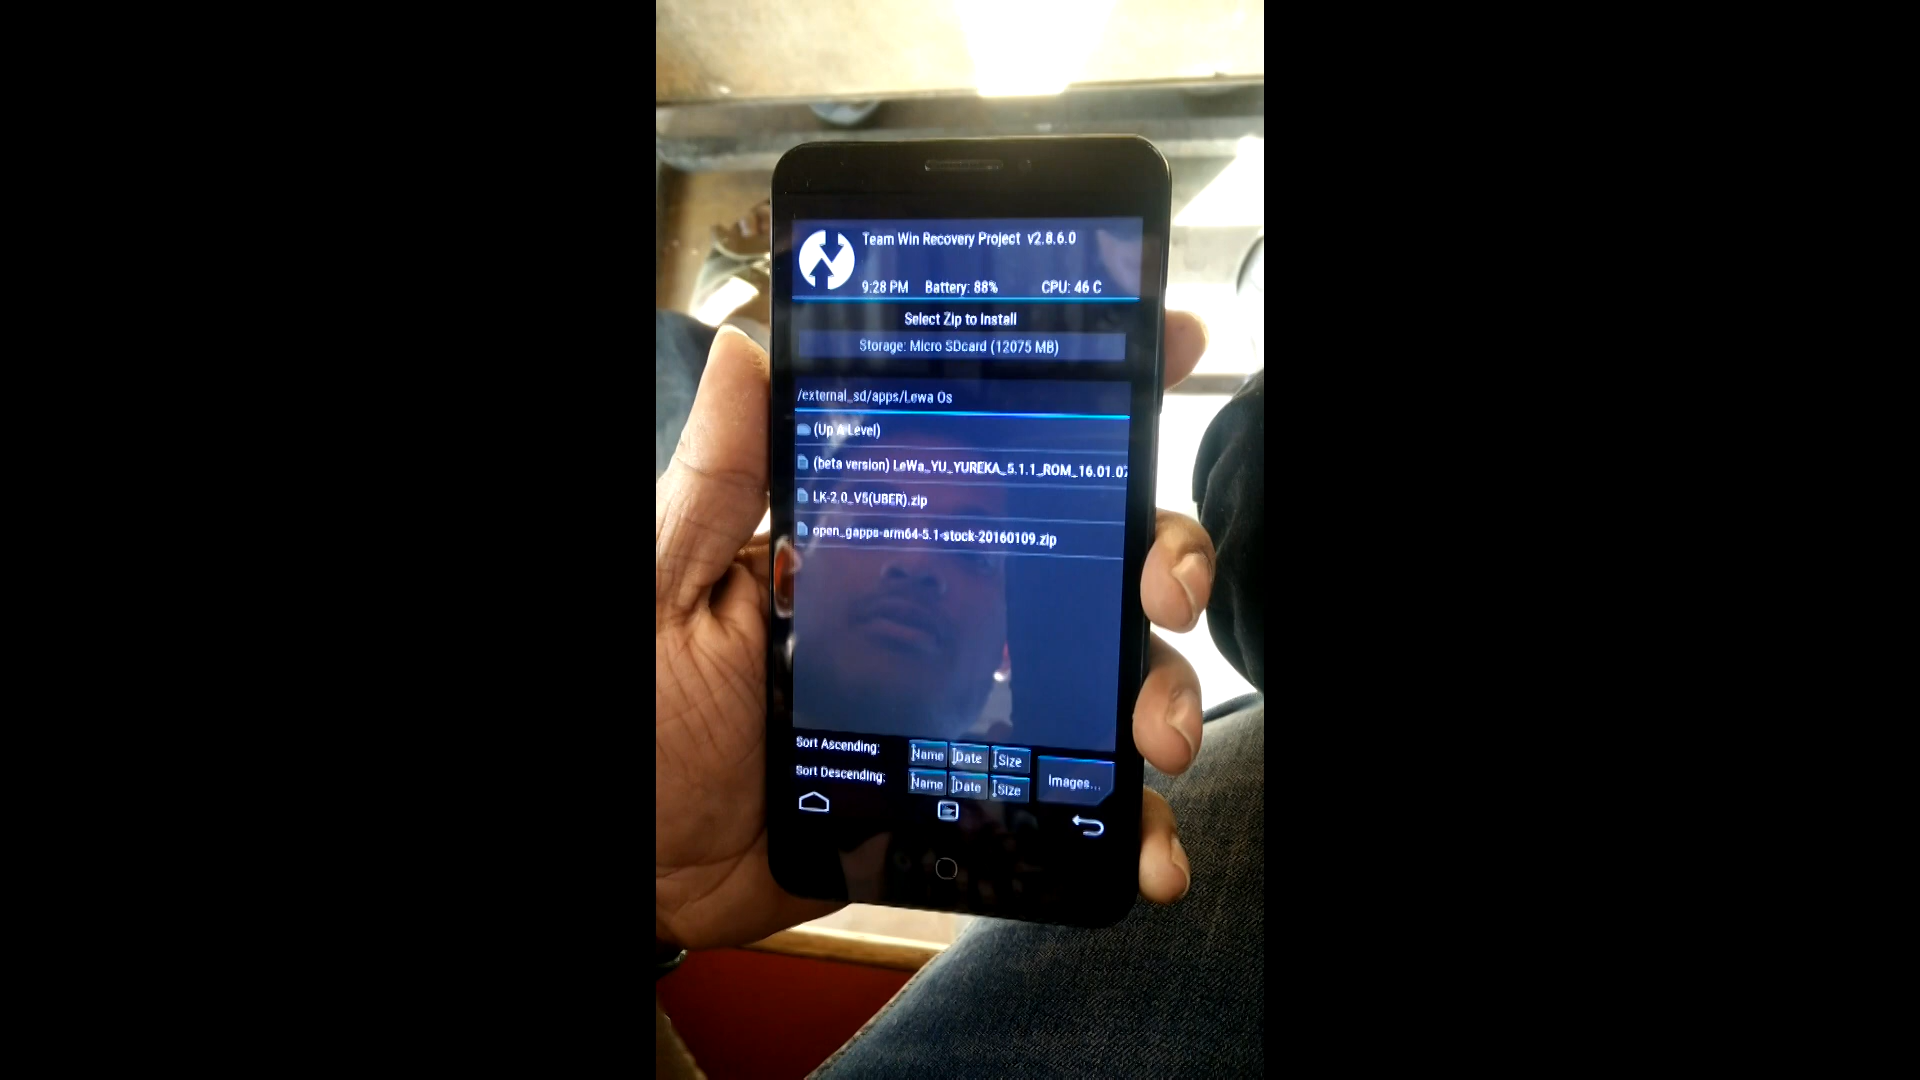 Team Win Recovery Project v2.8.6.0
9:28 PM Battery: 88% CPU: 46 C
Select Zip to Install
Storage: Micro SDcard (12075 MB)
/external_sd/apps/Lewa Os
(Up A Level)
(beta version) LeWa_YU_YUREKA_5.1.1_ROM_16.01.07
LK-2.0_V5(UBER).zip
open_gapps-arm64-5.1-stock-20160109.zip
Sort Ascending: Name Date Size
Sort Descending: Name Date Size
Images...